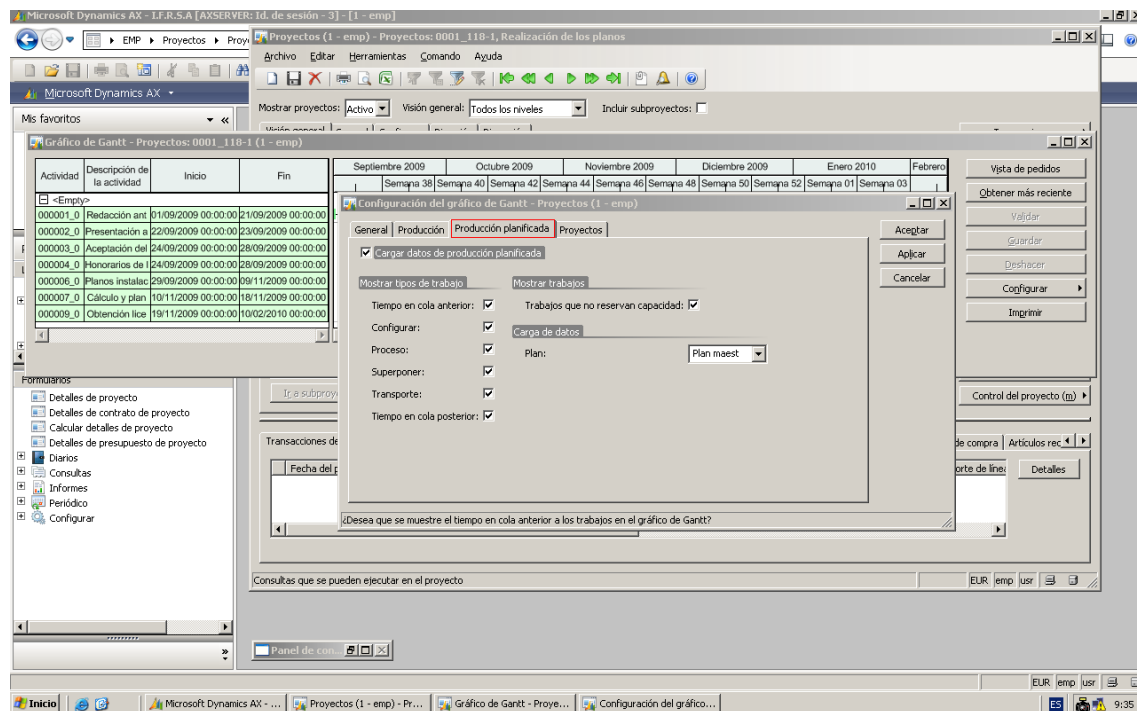 Microsoft Dynamics AX - I.F.R.S.A [AXSERVER: Id. de sesión - 3] - [1 - emp]
EMP Proyectos
Microsoft Dynamics AX
Mis favoritos
Proyectos (1 - emp) - Proyectos: 0001_118-1, Realización de los planos
Archivo Editar Herramientas Comando Ayuda
Mostrar proyectos: Activo Visión general: Todos los niveles Incluir subproyectos:
Gráfico de Gantt - Proyectos: 0001_118-1 (1 - emp)
Actividad Descripción de la actividad Inicio Fin
Septiembre 2009 Octubre 2009 Noviembre 2009 Diciembre 2009 Enero 2010 Febrero
Semana 38 Semana 40 Semana 42 Semana 44 Semana 46 Semana 48 Semana 50 Semana 52 Semana 01 Semana 03
<Empty>
000001_0 Redacción ant 01/09/2009 00:00:00 21/09/2009 00:00:00
000002_0 Presentación a 22/09/2009 00:00:00 23/09/2009 00:00:00
000003_0 Aceptación del 24/09/2009 00:00:00 28/09/2009 00:00:00
000004_0 Honorarios de l 24/09/2009 00:00:00 28/09/2009 00:00:00
000006_0 Planos instalac 29/09/2009 00:00:00 09/11/2009 00:00:00
000007_0 Cálculo y plan 10/11/2009 00:00:00 18/11/2009 00:00:00
000009_0 Obtención lice 19/11/2009 00:00:00 10/02/2010 00:00:00
Vista de pedidos
Obtener más reciente
Validar
Guardar
Deshacer
Configurar
Imprimir
Configuración del gráfico de Gantt - Proyectos (1 - emp)
General Producción Producción planificada Proyectos
Aceptar
Aplicar
Cancelar
Cargar datos de producción planificada
Mostrar tipos de trabajo
Tiempo en cola anterior:
Configurar:
Proceso:
Superponer:
Transporte:
Tiempo en cola posterior:
Mostrar trabajos
Trabajos que no reservan capacidad:
Carga de datos
Plan: Plan maest
¿Desea que se muestre el tiempo en cola anterior a los trabajos en el gráfico de Gantt?
Formularios
Detalles de proyecto
Detalles de contrato de proyecto
Calcular detalles de proyecto
Detalles de presupuesto de proyecto
Diarios
Consultas
Informes
Periódico
Configurar
Ir a subproy
Control del proyecto (m)
Transacciones de
de compra Artículos rec
Fecha del p
orte de línea
Detalles
Consultas que se pueden ejecutar en el proyecto
EUR emp usr
Panel de con...
EUR emp usr
Inicio Microsoft Dynamics AX - ... Proyectos (1 - emp) - Pr... Gráfico de Gantt - Proye... Configuración del gráfico... ES 9:35